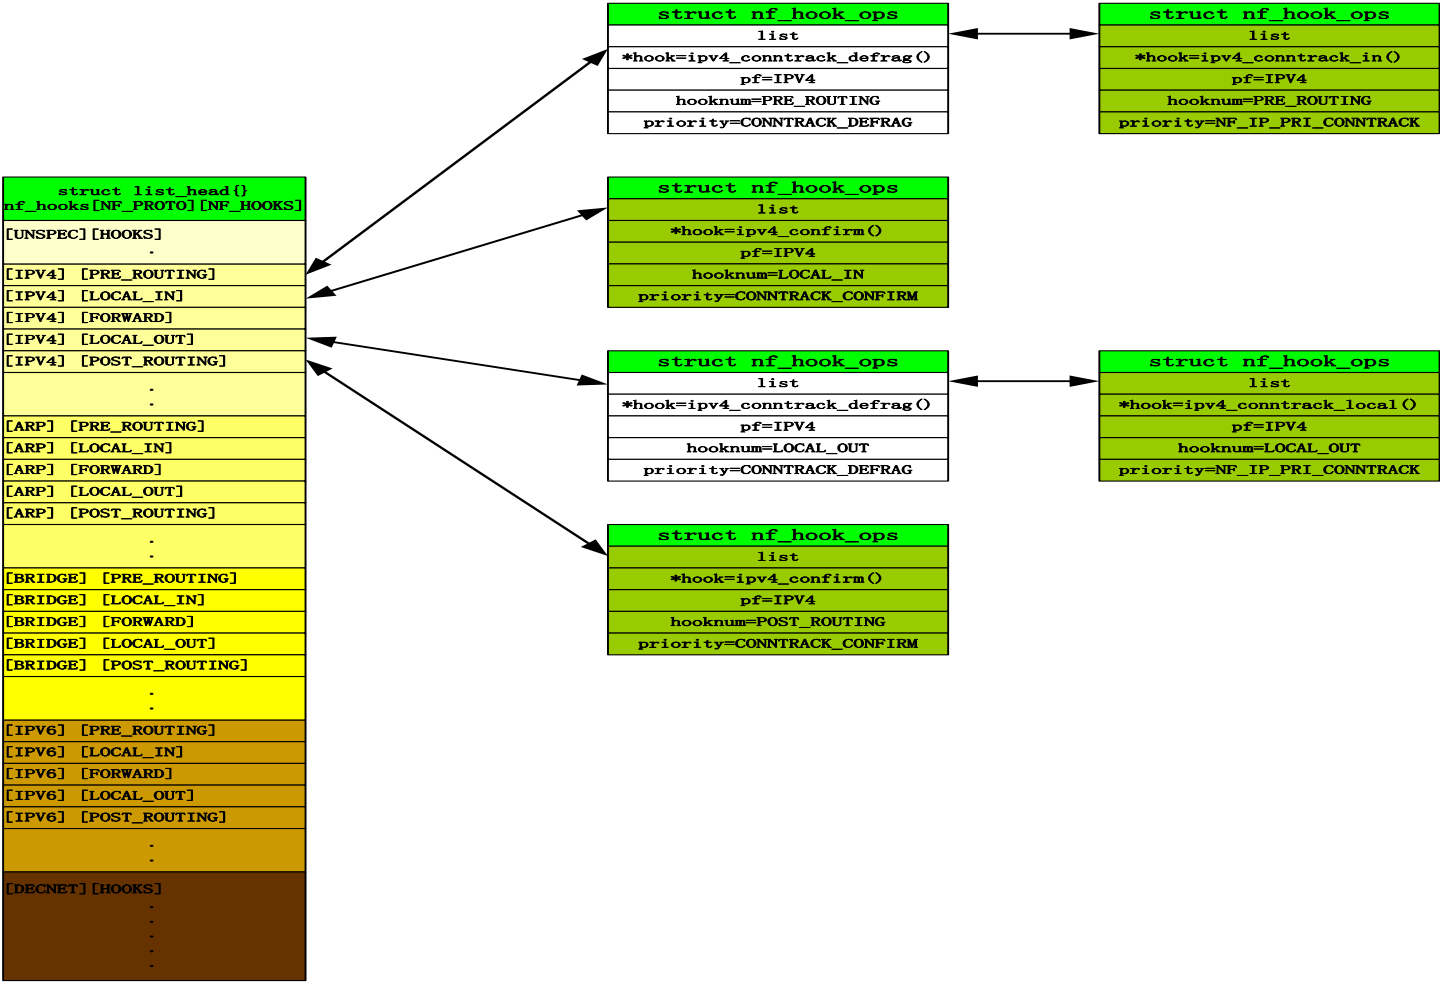 struct list_head{}
nf_hooks[NF_PROTO][NF_HOOKS]
[UNSPEC][HOOKS]
.
[IPV4] [PRE_ROUTING]
[IPV4] [LOCAL_IN]
[IPV4] [FORWARD]
[IPV4] [LOCAL_OUT]
[IPV4] [POST_ROUTING]
.
.
[ARP] [PRE_ROUTING]
[ARP] [LOCAL_IN]
[ARP] [FORWARD]
[ARP] [LOCAL_OUT]
[ARP] [POST_ROUTING]
.
.
[BRIDGE] [PRE_ROUTING]
[BRIDGE] [LOCAL_IN]
[BRIDGE] [FORWARD]
[BRIDGE] [LOCAL_OUT]
[BRIDGE] [POST_ROUTING]
.
.
[IPV6] [PRE_ROUTING]
[IPV6] [LOCAL_IN]
[IPV6] [FORWARD]
[IPV6] [LOCAL_OUT]
[IPV6] [POST_ROUTING]
.
.
[DECNET][HOOKS]
.
.
.
.
.
struct nf_hook_ops
list
*hook=ipv4_conntrack_defrag()
pf=IPV4
hooknum=PRE_ROUTING
priority=CONNTRACK_DEFRAG
struct nf_hook_ops
list
*hook=ipv4_conntrack_in()
pf=IPV4
hooknum=PRE_ROUTING
priority=NF_IP_PRI_CONNTRACK
struct nf_hook_ops
list
*hook=ipv4_confirm()
pf=IPV4
hooknum=LOCAL_IN
priority=CONNTRACK_CONFIRM
struct nf_hook_ops
list
*hook=ipv4_conntrack_defrag()
pf=IPV4
hooknum=LOCAL_OUT
priority=CONNTRACK_DEFRAG
struct nf_hook_ops
list
*hook=ipv4_conntrack_local()
pf=IPV4
hooknum=LOCAL_OUT
priority=NF_IP_PRI_CONNTRACK
struct nf_hook_ops
list
*hook=ipv4_confirm()
pf=IPV4
hooknum=POST_ROUTING
priority=CONNTRACK_CONFIRM